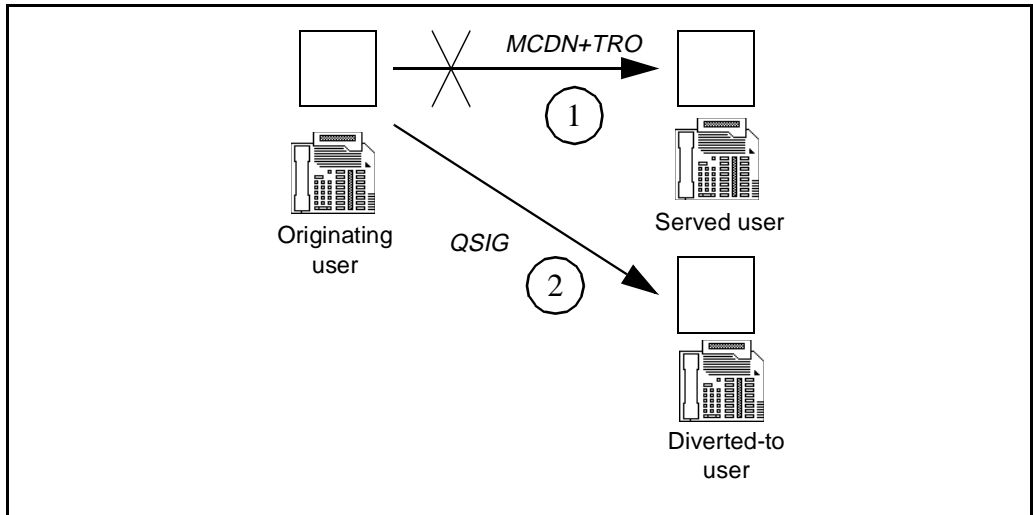 MCDN+TRO
1
Originating
user
Served user
QSIG
2
Diverted-to
user